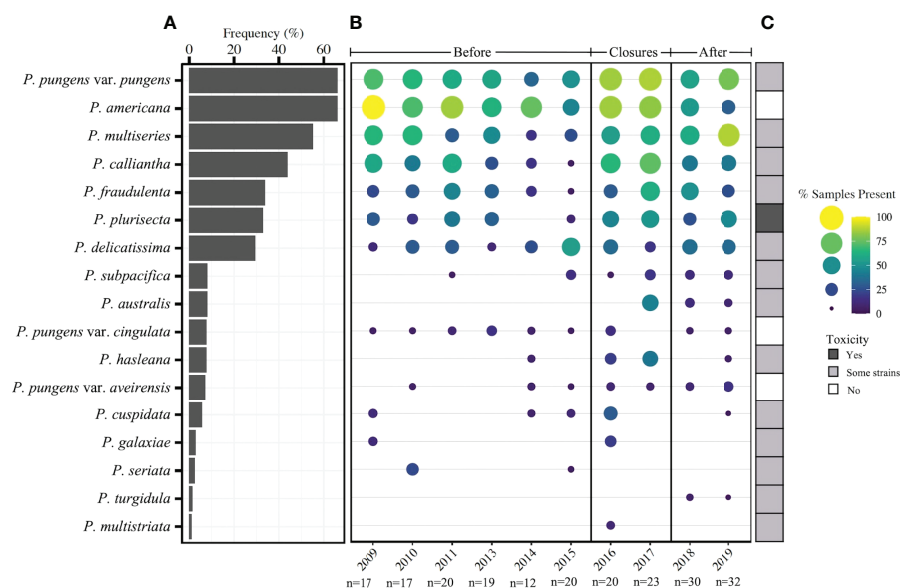 A
B
C
Frequency (%)
0 20 40 60
Before
Closures
After
P. pungens var. pungens
P. americana
P. multiseries
P. calliantha
P. fraudulenta
P. plurisecta
P. delicatissima
P. subpacifica
P. australis
P. pungens var. cingulata
P. hasleana
P. pungens var. aveirensis
P. cuspidata
P. galaxiae
P. seriata
P. turgidula
P. multistriata
% Samples Present
100
75
50
25
0
Toxicity
Yes
Some strains
No
2009 2010 2011 2013 2014 2015 2016 2017 2018 2019
n=17 n=17 n=20 n=19 n=12 n=20 n=20 n=23 n=30 n=32